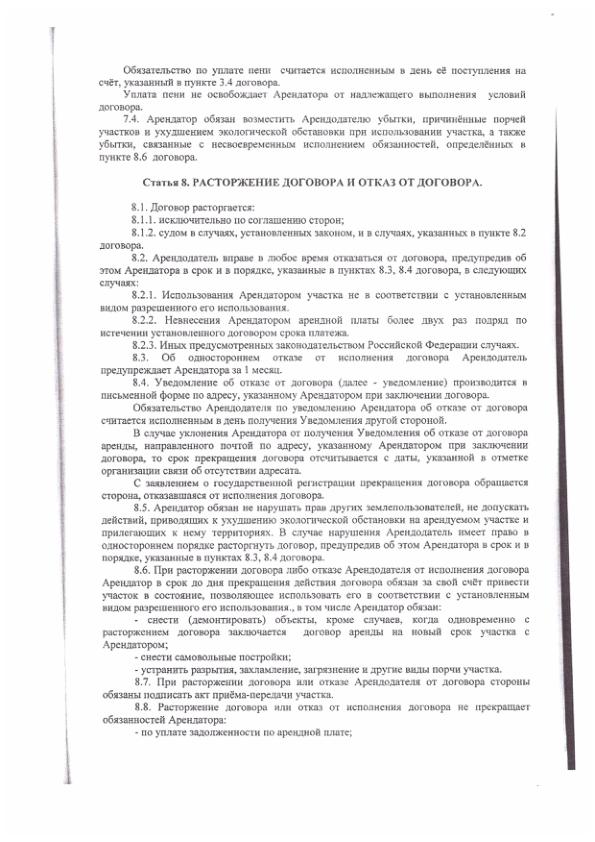 Обязательство по уплате пени считается исполненным в день её поступления на
счёт, указанный в пункте 3.4 договора.
Уплата пени не освобождает Арендатора от надлежащего выполнения условий
договора.
7.4. Арендатор обязан возместить Арендодателю убытки, причинённые порчей
участков и ухудшением экологической обстановки при использовании участка, а также
убытки, связанные с несвоевременным исполнением обязанностей, определённых в
пункте 8.6 договора.
Статья 8. РАСТОРЖЕНИЕ ДОГОВОРА И ОТКАЗ ОТ ДОГОВОРА.
8.1. Договор расторгается:
8.1.1. исключительно по соглашению сторон;
8.1.2. судом в случаях, установленных законом, и в случаях, указанных в пункте 8.2
договора.
8.2. Арендодатель вправе в любое время отказаться от договора, предупредив об
этом Арендатора в срок и в порядке, указанные в пунктах 8.3, 8.4 договора, в следующих
случаях:
8.2.1. Использования Арендатором участка не в соответствии с установленным
видом разрешенного его использования.
8.2.2. Невнесения Арендатором арендной платы более двух раз подряд по
истечении установленного договором срока платежа.
8.2.3. Иных предусмотренных законодательством Российской Федерации случаях.
8.3. Об одностороннем отказе от исполнения договора Арендодатель
предупреждает Арендатора за 1 месяц.
8.4. Уведомление об отказе от договора (далее - уведомление) производится в
письменной форме по адресу, указанному Арендатором при заключении договора.
Обязательство Арендодателя по уведомлению Арендатора об отказе от договора
считается исполненным в день получения Уведомления другой стороной.
В случае уклонения Арендатора от получения Уведомления об отказе от договора
аренды, направленного почтой по адресу, указанному Арендатором при заключении
договора, то срок прекращения договора отсчитывается с даты, указанной в отметке
организации связи об отсутствии адресата.
С заявлением о государственной регистрации прекращения договора обращается
сторона, отказавшаяся от исполнения договора.
8.5. Арендатор обязан не нарушать прав других землепользователей, не допускать
действий, приводящих к ухудшению экологической обстановки на арендуемом участке и
прилегающих к нему территориях. В случае нарушения Арендатель имеет право в
одностороннем порядке расторгнуть договор, предупредив об этом Арендатора в срок и в
порядке, указанные в пунктах 8.3, 8.4 договора.
8.6. При расторжении договора либо отказе Арендодателя от исполнения договора
Арендатор в срок до дня прекращения действия договора обязан за свой счёт привести
участок в состояние, позволяющее использовать его в соответствии с установленным
видом разрешенного его использования., в том числе Арендатор обязан:
- снести (демонтировать) объекты, кроме случаев, когда одновременно с
расторжением договора заключается договор аренды на новый срок участка с
Арендатором;
- снести самовольные постройки;
- устранить разрытия, захламление, загрязнение и другие виды порчи участка.
8.7. При расторжении договора или отказе Арендодателя от договора стороны
обязаны подписать акт приёма-передачи участка.
8.8. Расторжение договора или отказ от исполнения договора не прекращает
обязанностей Арендатора:
- по уплате задолженности по арендной плате;